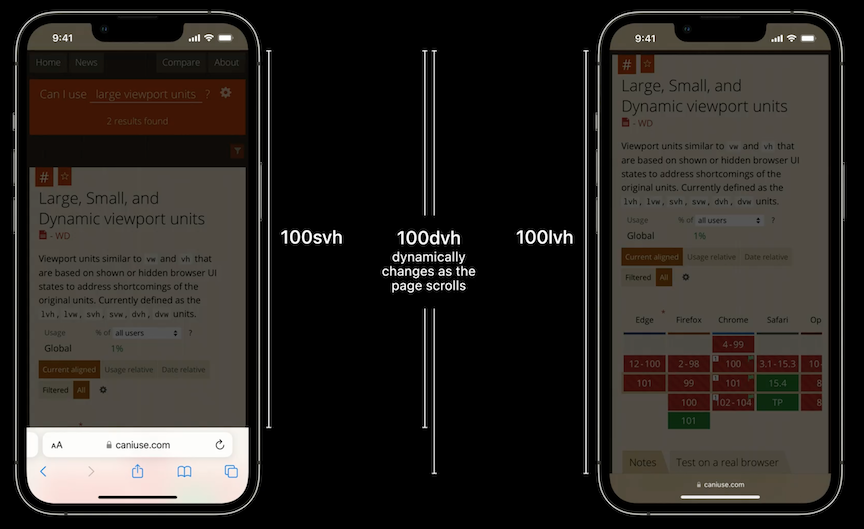 9:41
Home News Compare About
Can I use large viewport units ?
2 results found
#
Large, Small, and
Dynamic viewport units
- WD
Viewport units similar to vw and vh that
are based on shown or hidden browser UI
states to address shortcomings of the
original units. Currently defined as the
lvh, lvw, svh, svw, dvh, dvw units.
Usage % of all users ?
Global 1%
Current aligned Usage relative Date relative
Filtered All
AA caniuse.com
100svh
100dvh
dynamically
changes as the
page scrolls
100lvh
9:41
#
Large, Small, and
Dynamic viewport units
- WD
Viewport units similar to vw and vh that
are based on shown or hidden browser UI
states to address shortcomings of the
original units. Currently defined as the
lvh, lvw, svh, svw, dvh, dvw units.
Usage % of all users ?
Global 1%
Current aligned Usage relative Date relative
Filtered All
Edge Firefox Chrome Safari Op
4-99
12-100 2-98 100 3.1-15.3 10-
101 99 101 15.4 8
100 102-104 TP 8
101
Notes Test on a real browser
caniuse.com